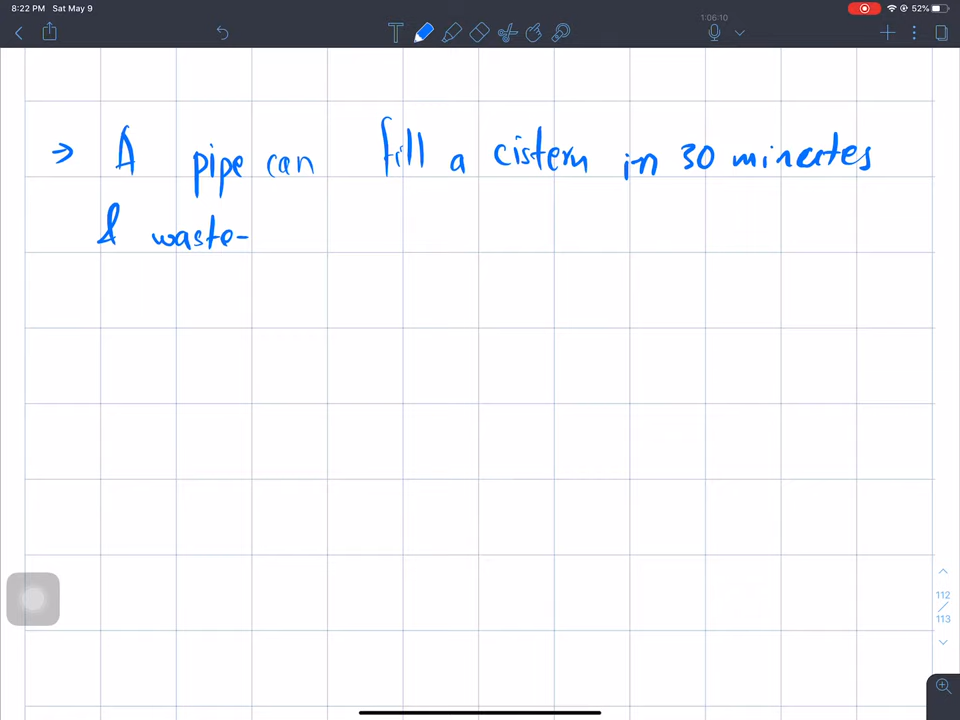 8:22 PM Sat May 9
52%
1:06:10
T
→ A pipe can fill a cistern in 30 minutes
& waste-
112
/
113